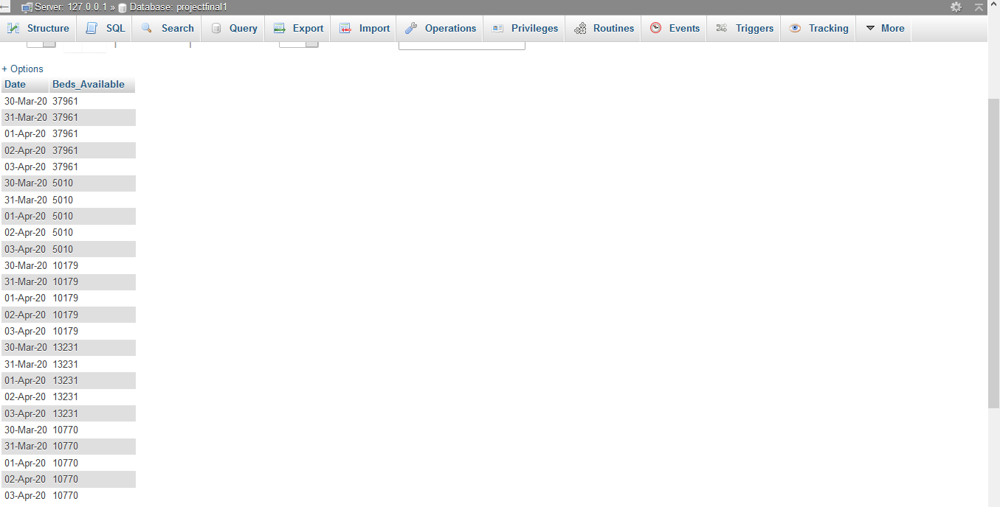 Server: 127.0.0.1 » Database: projectfinal1
Structure SQL Search Query Export Import Operations Privileges Routines Events Triggers Tracking More
+ Options
Date Beds_Available
30-Mar-20 37961
31-Mar-20 37961
01-Apr-20 37961
02-Apr-20 37961
03-Apr-20 37961
30-Mar-20 5010
31-Mar-20 5010
01-Apr-20 5010
02-Apr-20 5010
03-Apr-20 5010
30-Mar-20 10179
31-Mar-20 10179
01-Apr-20 10179
02-Apr-20 10179
03-Apr-20 10179
30-Mar-20 13231
31-Mar-20 13231
01-Apr-20 13231
02-Apr-20 13231
03-Apr-20 13231
30-Mar-20 10770
31-Mar-20 10770
01-Apr-20 10770
02-Apr-20 10770
03-Apr-20 10770